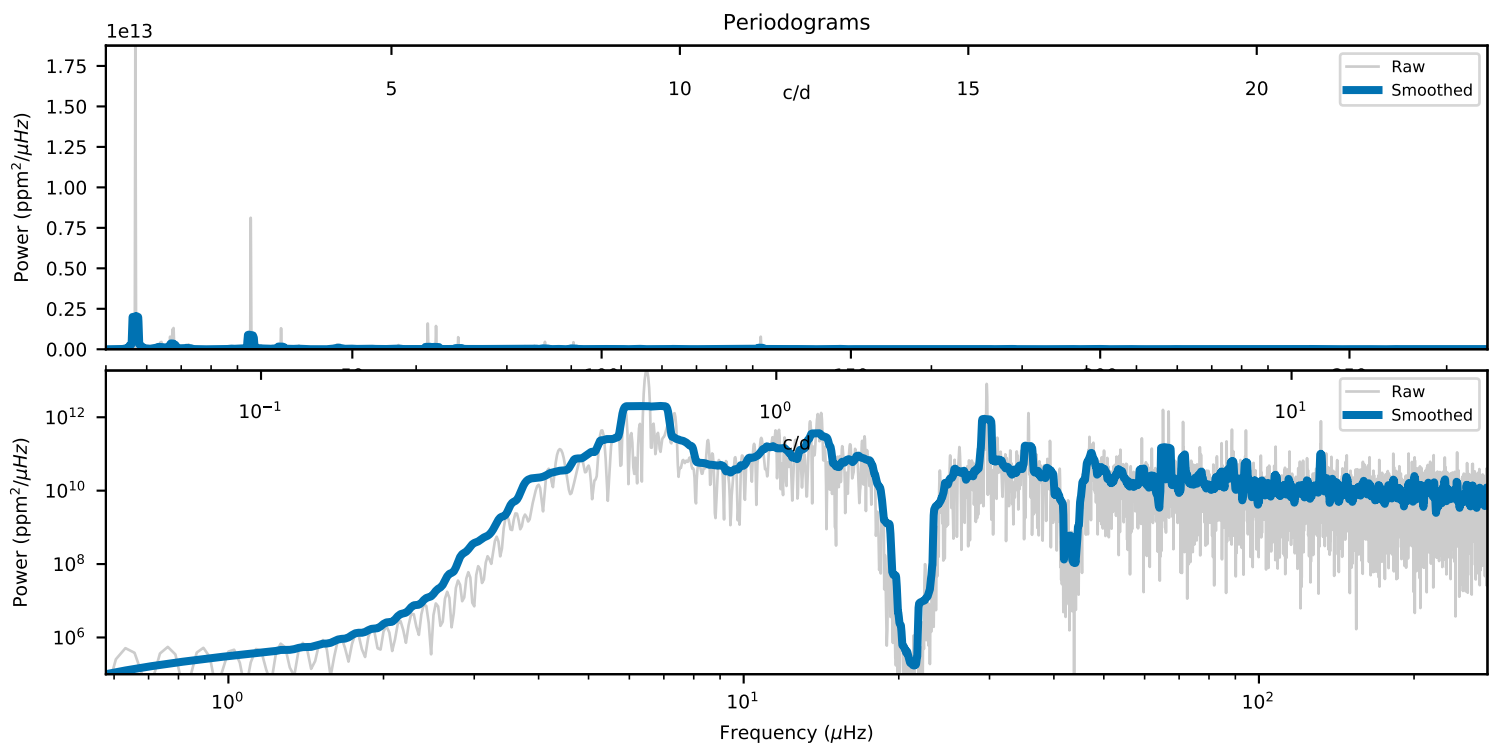 Periodograms
1e13
5 10 15 20
c/d
Raw
Smoothed
Power (ppm²/μHz)
1.75
1.50
1.25
1.00
0.75
0.50
0.25
0.00
10⁻¹ 10⁰ 10¹
c/d
Raw
Smoothed
Power (ppm²/μHz)
10¹²
10¹⁰
10⁸
10⁶
10⁰ 10¹ 10²
Frequency (μHz)